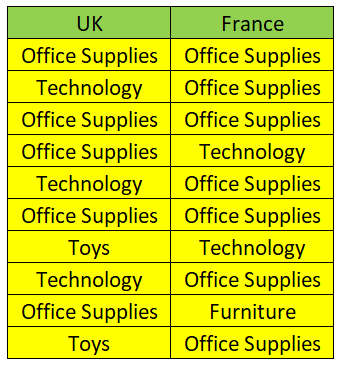 UK France
Office Supplies Office Supplies
Technology Office Supplies
Office Supplies Office Supplies
Office Supplies Technology
Technology Office Supplies
Office Supplies Office Supplies
Toys Technology
Technology Office Supplies
Office Supplies Furniture
Toys Office Supplies